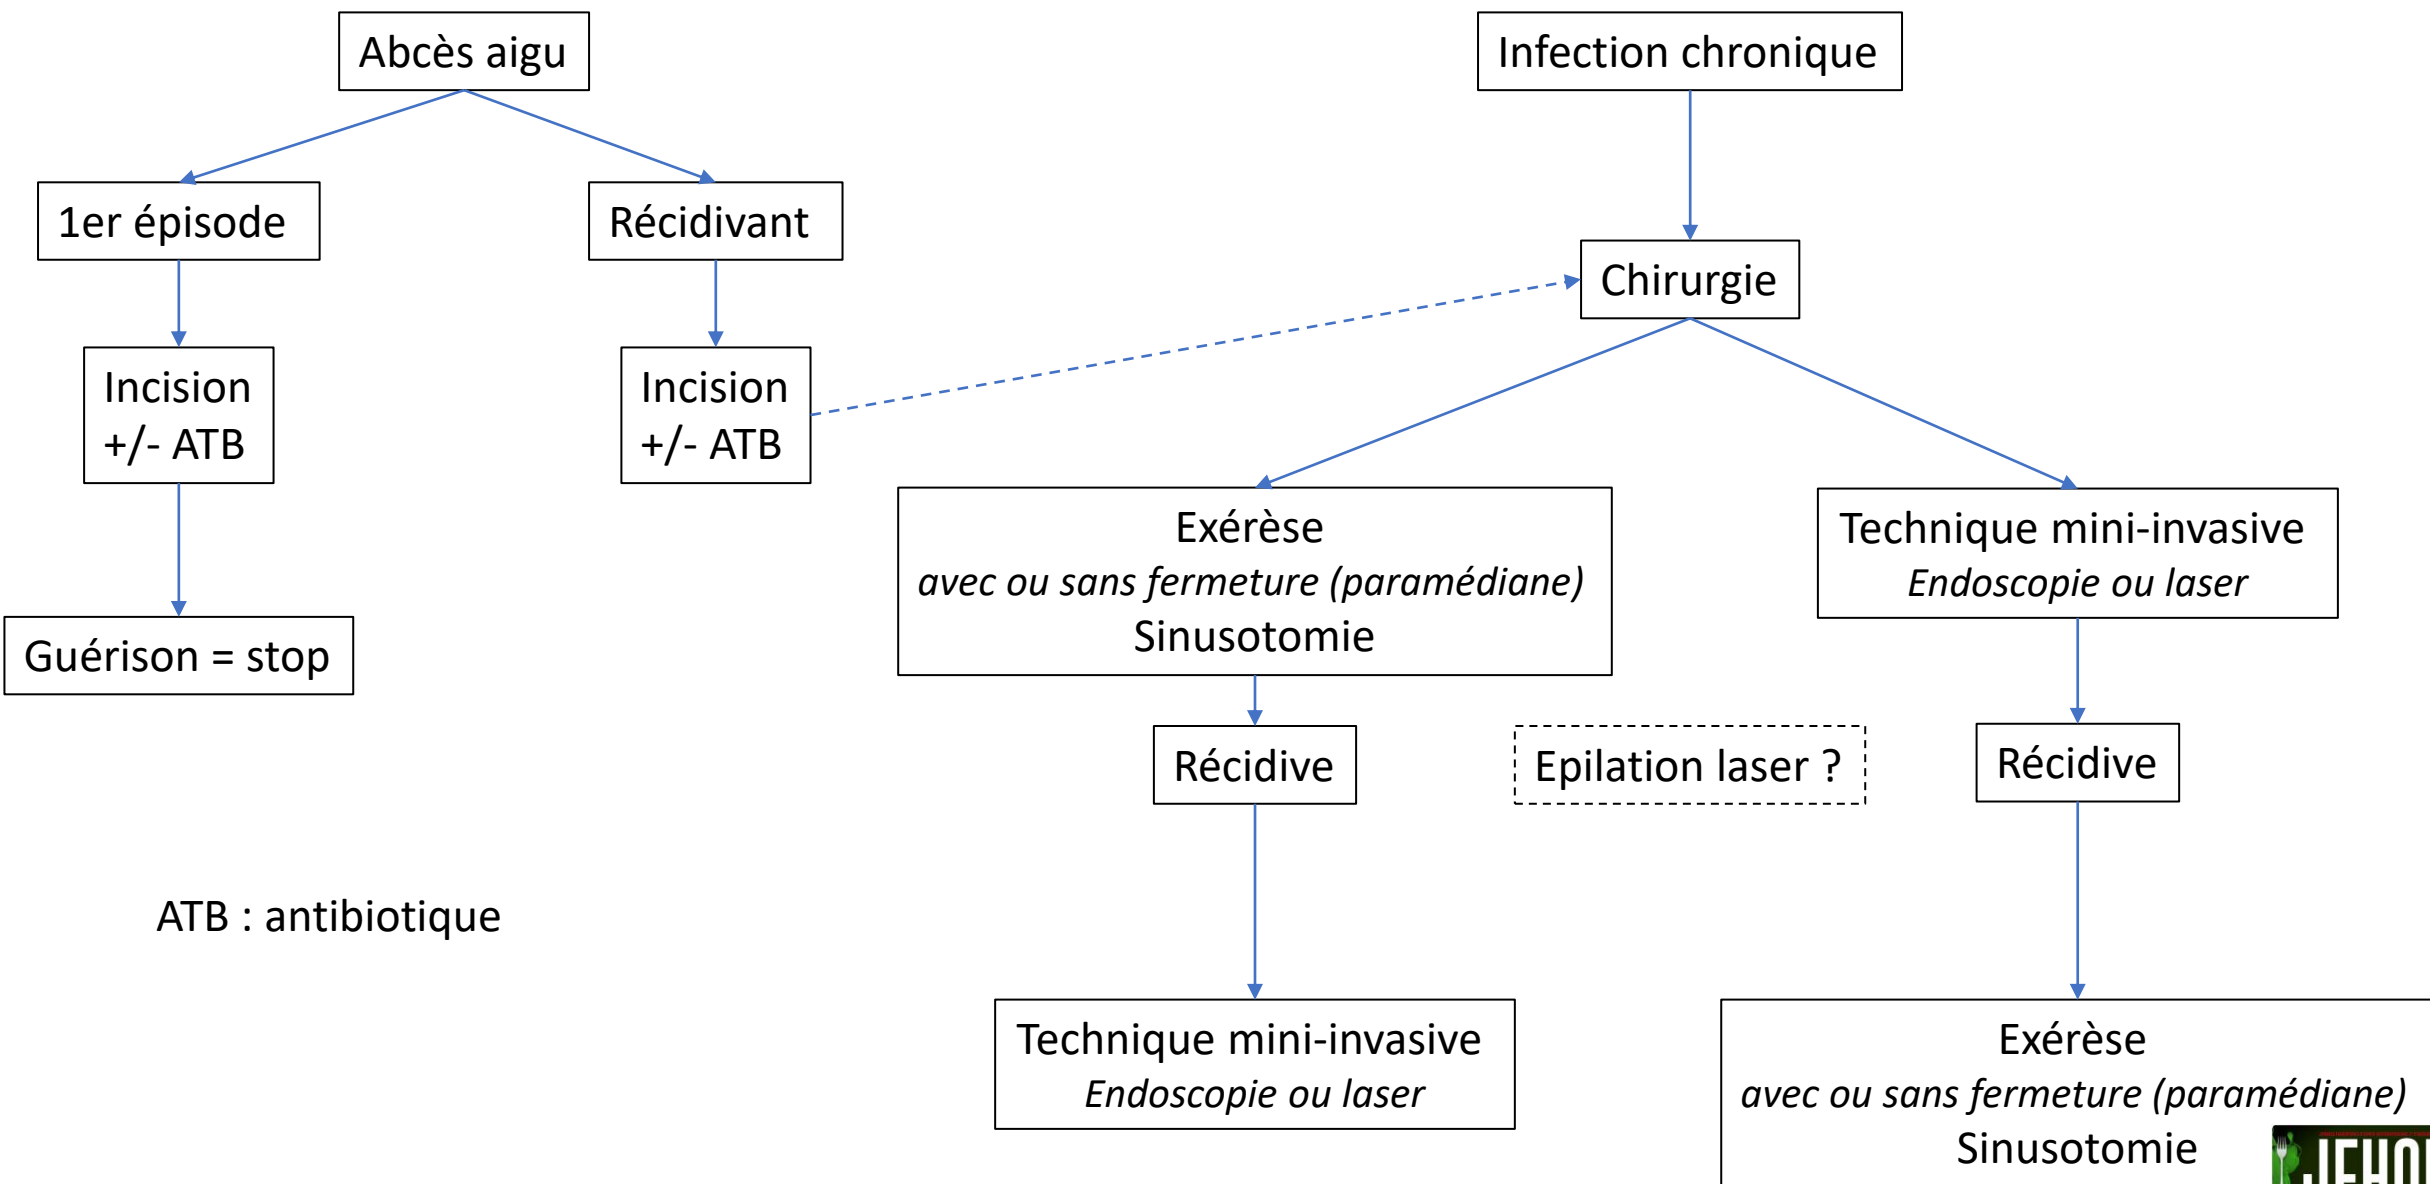 Abcès aigu
Infection chronique
1er épisode
Récidivant
Chirurgie
Incision
+/- ATB
Incision
+/- ATB
Exérèse
avec ou sans fermeture (paramédiane)
Sinusotomie
Technique mini-invasive
Endoscopie ou laser
Guérison = stop
Récidive
Epilation laser ?
Récidive
ATB : antibiotique
Technique mini-invasive
Endoscopie ou laser
Exérèse
avec ou sans fermeture (paramédiane)
Sinusotomie